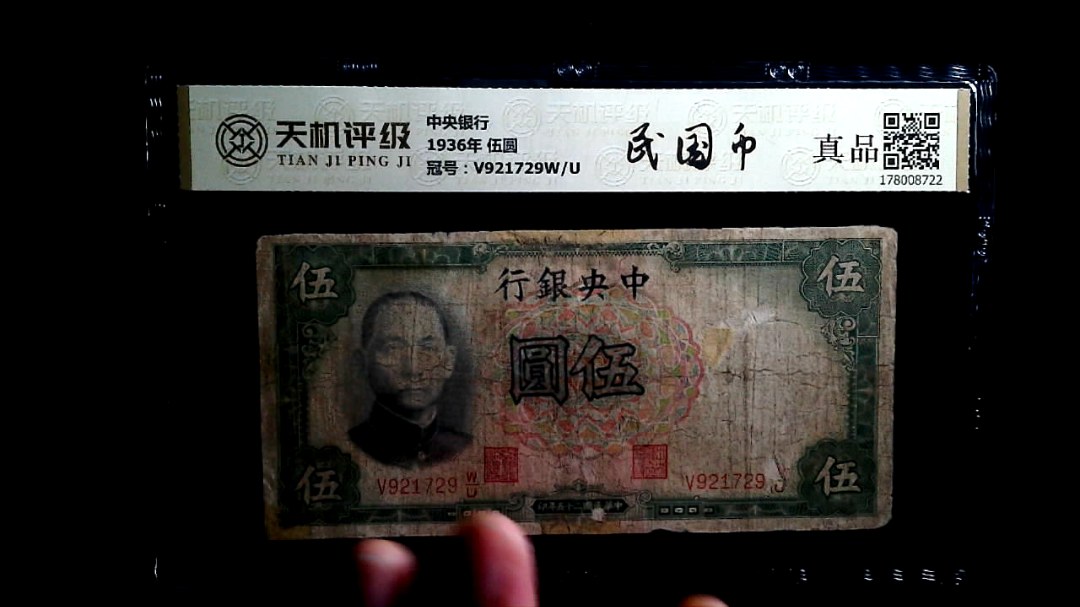 天机评级
TIAN JI PING JI
中央银行
1936年 伍圆
冠号：V921729W/U
民国币
真品
178008722
伍
伍
行銀央中
圓伍
V921729 W/U
V921729
伍
伍